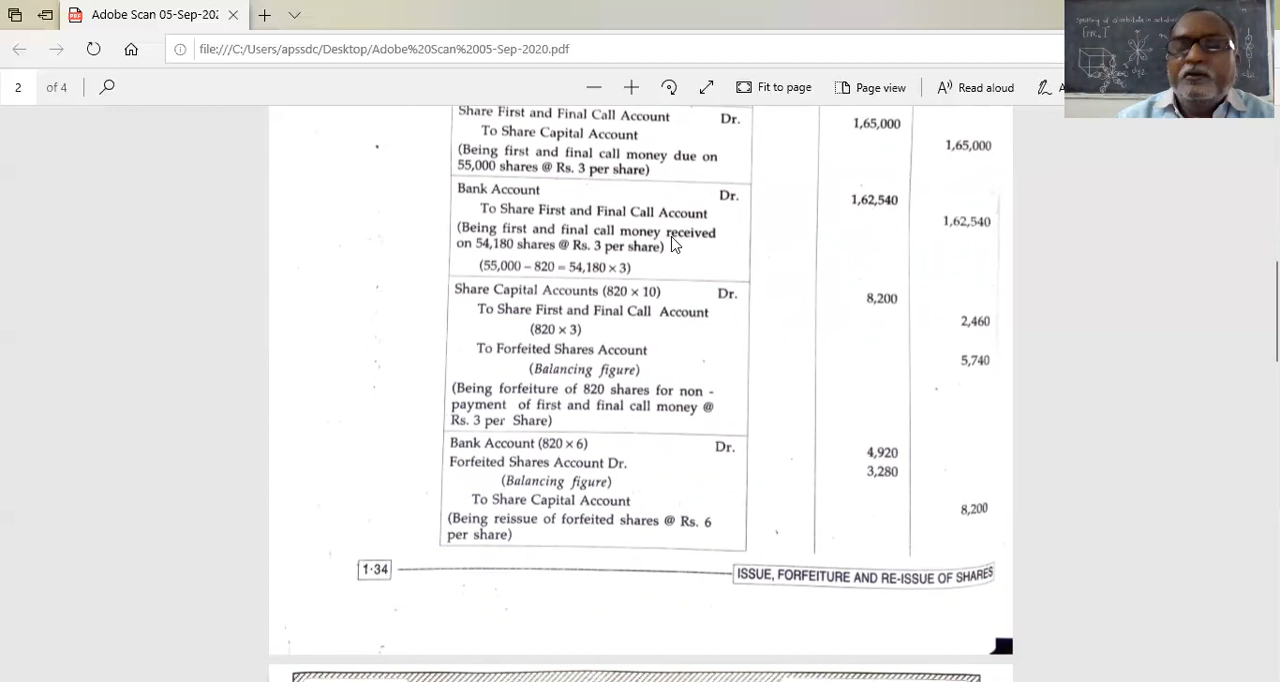 Adobe Scan 05-Sep-202
file:///C:/Users/apssdc/Desktop/Adobe%20Scan%2005-Sep-2020.pdf
2 of 4
Fit to page
Page view
Read aloud
Share First and Final Call Account Dr. 1,65,000
To Share Capital Account 1,65,000
(Being first and final call money due on
55,000 shares @ Rs. 3 per share)
Bank Account Dr. 1,62,540
To Share First and Final Call Account 1,62,540
(Being first and final call money received
on 54,180 shares @ Rs. 3 per share)
(55,000 – 820 = 54,180 × 3)
Share Capital Accounts (820 × 10) Dr. 8,200
To Share First and Final Call Account 2,460
(820 × 3)
To Forfeited Shares Account 5,740
(Balancing figure)
(Being forfeiture of 820 shares for non -
payment of first and final call money @
Rs. 3 per Share)
Bank Account (820 × 6) Dr. 4,920
Forfeited Shares Account Dr. 3,280
(Balancing figure)
To Share Capital Account 8,200
(Being reissue of forfeited shares @ Rs. 6
per share)
1·34
ISSUE, FORFEITURE AND RE-ISSUE OF SHARES